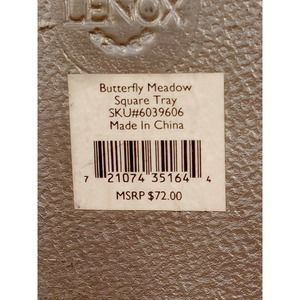 LENOX
Butterfly Meadow
Square Tray
SKU#6039606
Made In China
7 21074 35164 4
MSRP $72.00